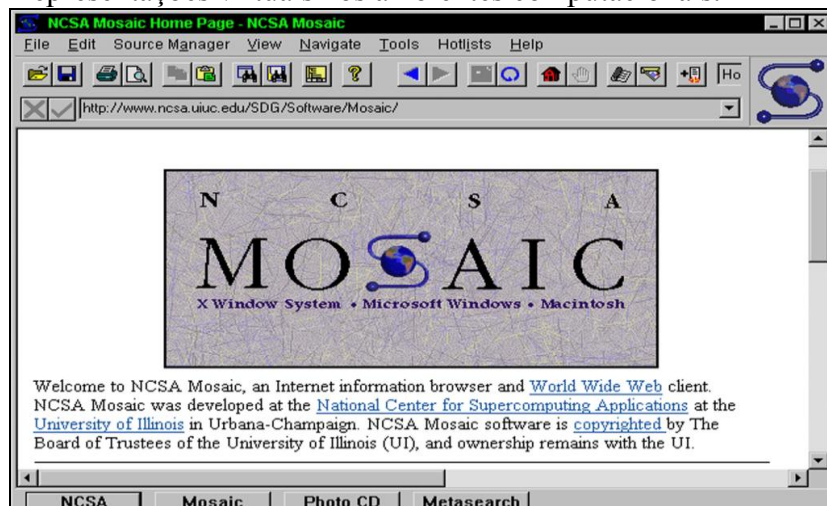 NCSA Mosaic Home Page - NCSA Mosaic
File Edit Source Manager View Navigate Tools Hotlists Help
Ho
http://www.ncsa.uiuc.edu/SDG/Software/Mosaic/
N C S A
MOSAIC
X Window System • Microsoft Windows • Macintosh
Welcome to NCSA Mosaic, an Internet information browser and World Wide Web client.
NCSA Mosaic was developed at the National Center for Supercomputing Applications at the
University of Illinois in Urbana-Champaign. NCSA Mosaic software is copyrighted by The
Board of Trustees of the University of Illinois (UI), and ownership remains with the UI.
NCSA Mosaic Photo CD Metasearch